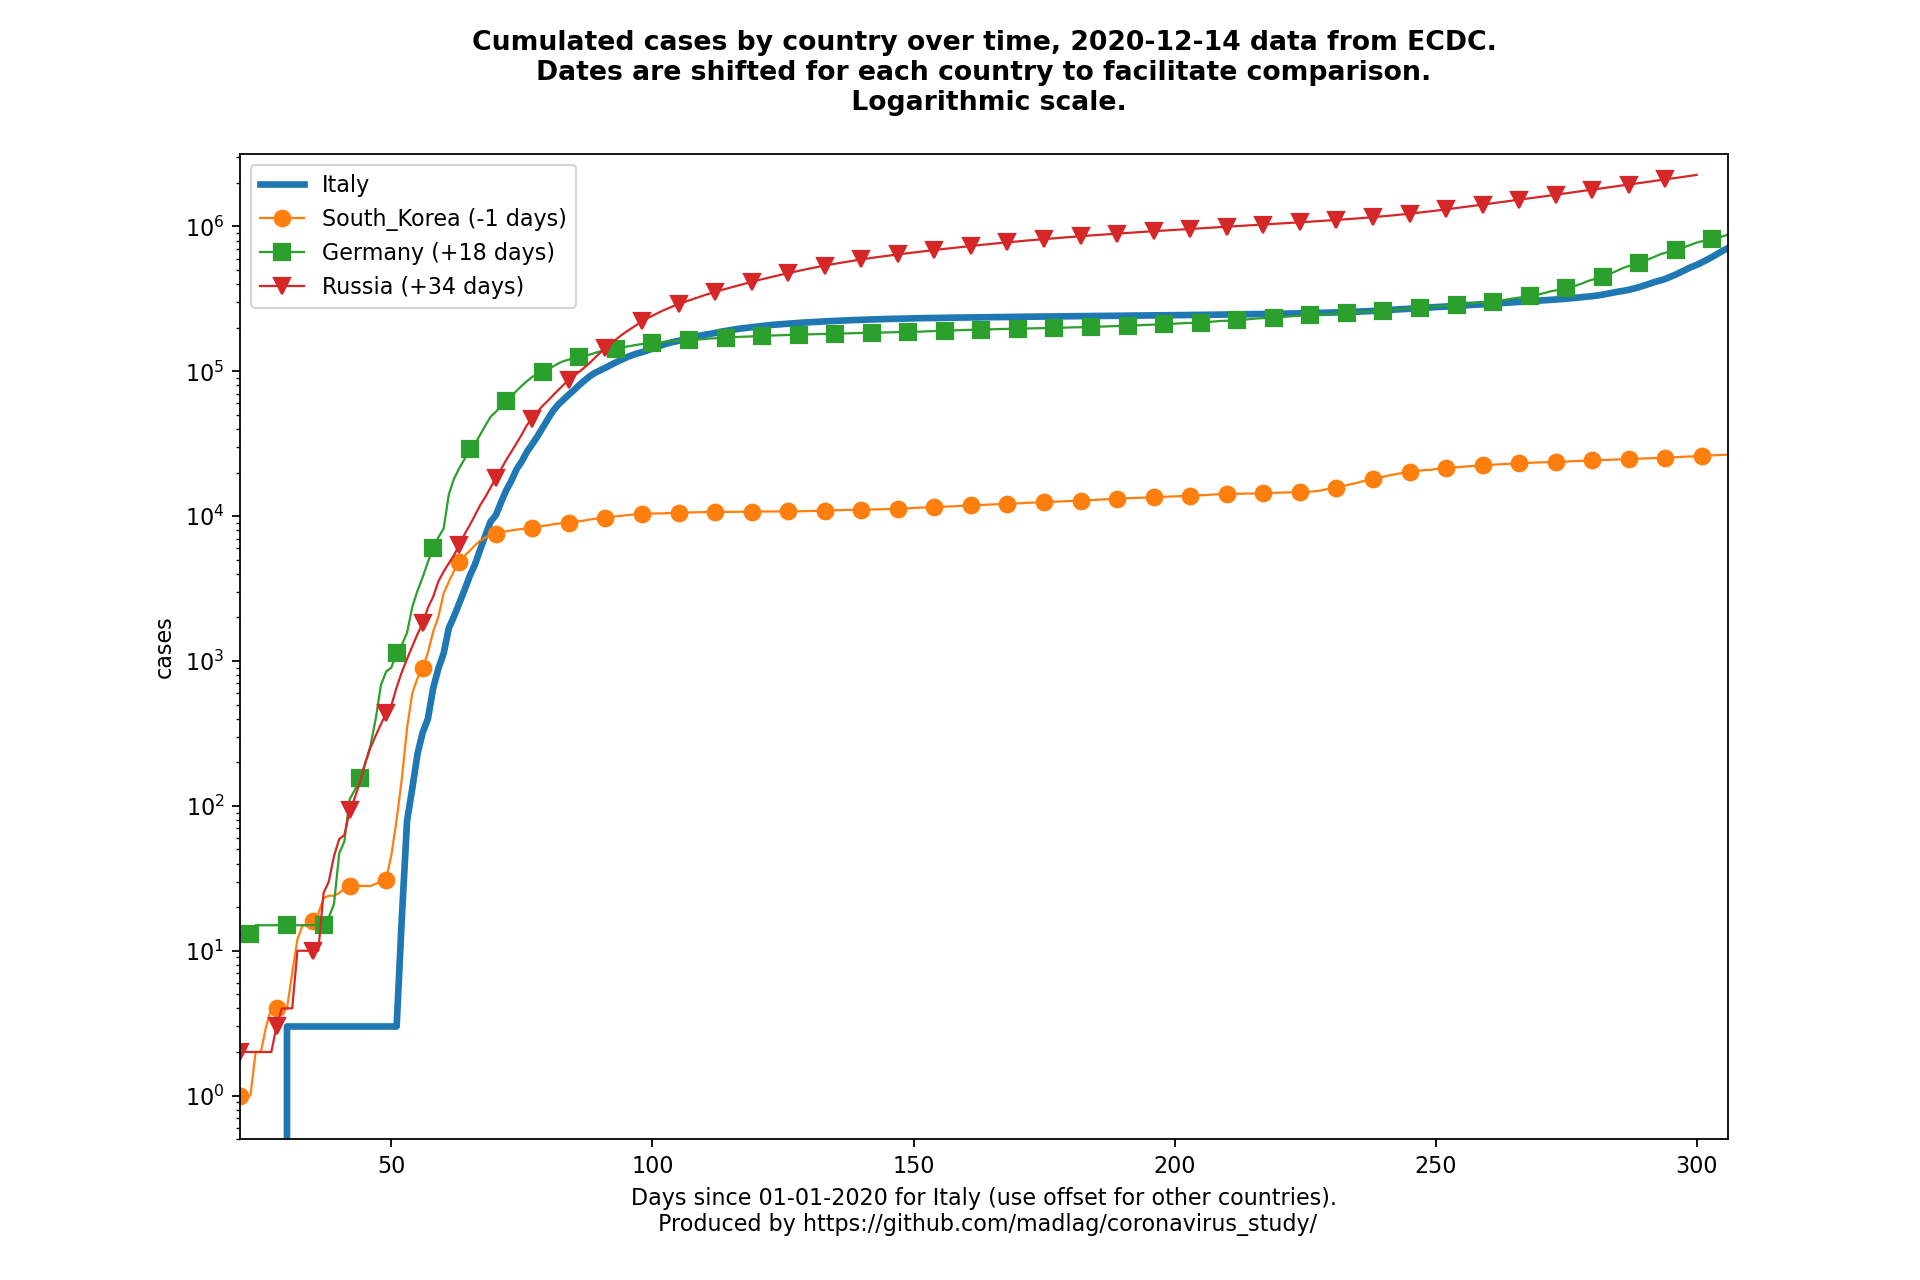 Cumulated cases by country over time, 2020-12-14 data from ECDC.
Dates are shifted for each country to facilitate comparison.
Logarithmic scale.
Italy
South_Korea (-1 days)
Germany (+18 days)
Russia (+34 days)
10^6
10^5
10^4
10^3
10^2
10^1
10^0
cases
50 100 150 200 250 300
Days since 01-01-2020 for Italy (use offset for other countries).
Produced by https://github.com/madlag/coronavirus_study/